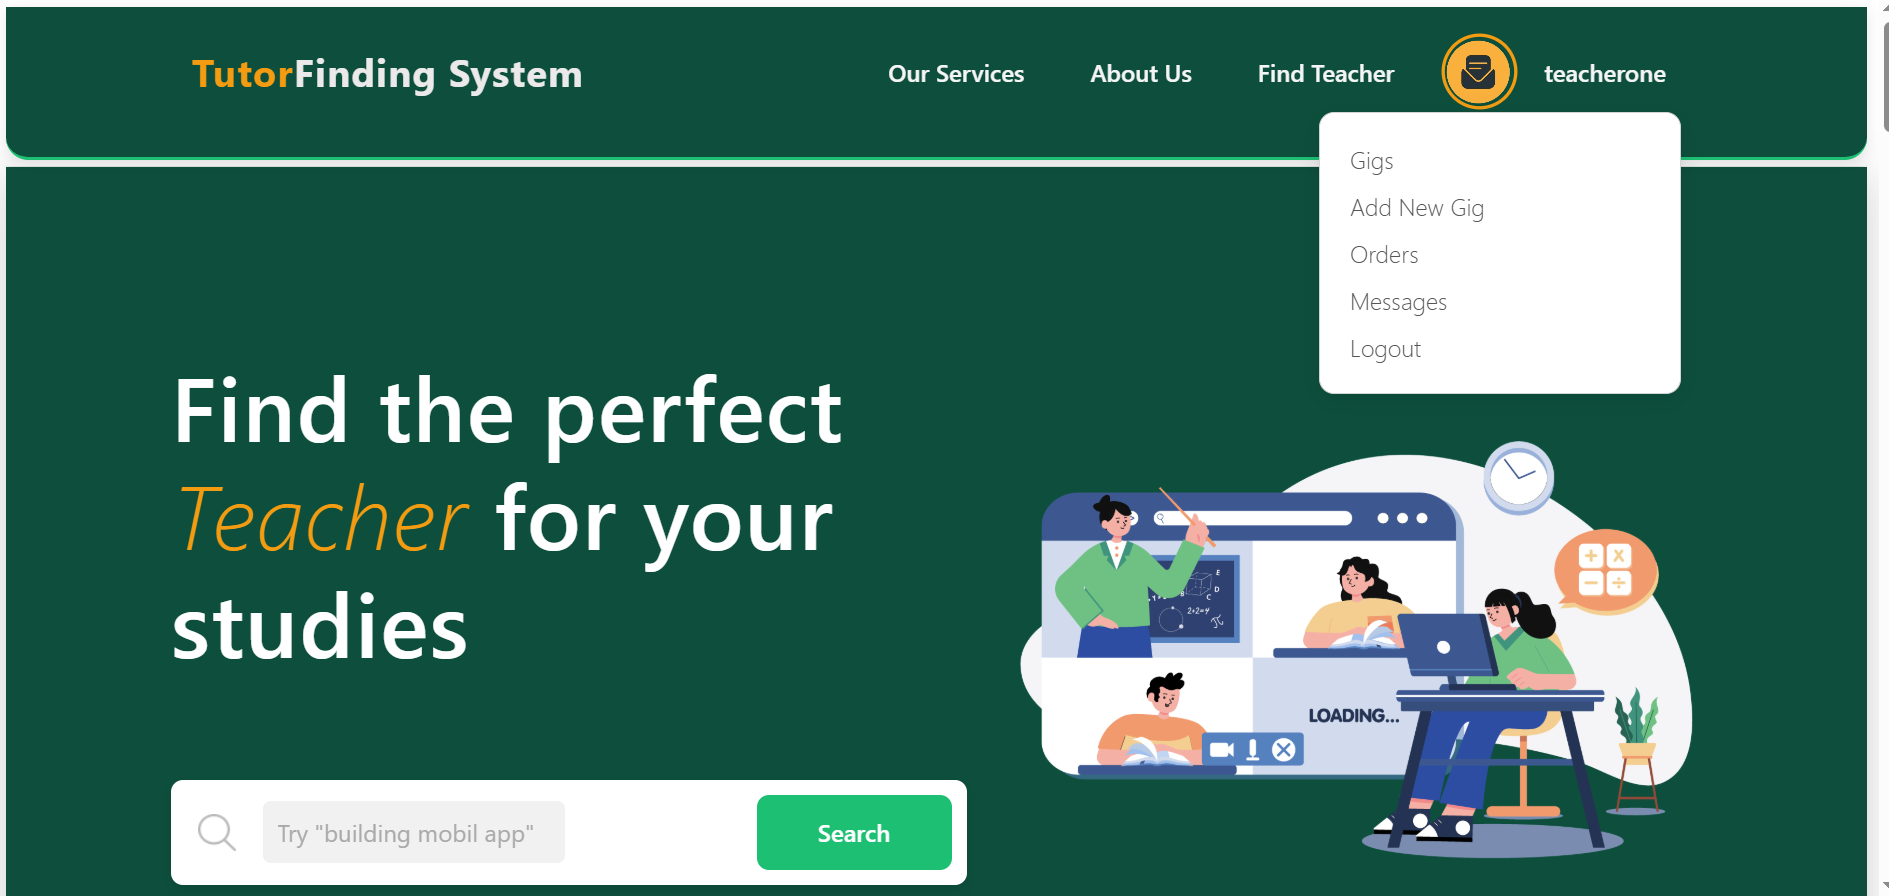 TutorFinding System
Our Services
About Us
Find Teacher
teacherone
Gigs
Add New Gig
Orders
Messages
Logout
Find the perfect
Teacher for your
studies
Try "building mobil app"
Search
E
D
C
B
2+2=4
π
+ x
− ÷
LOADING...